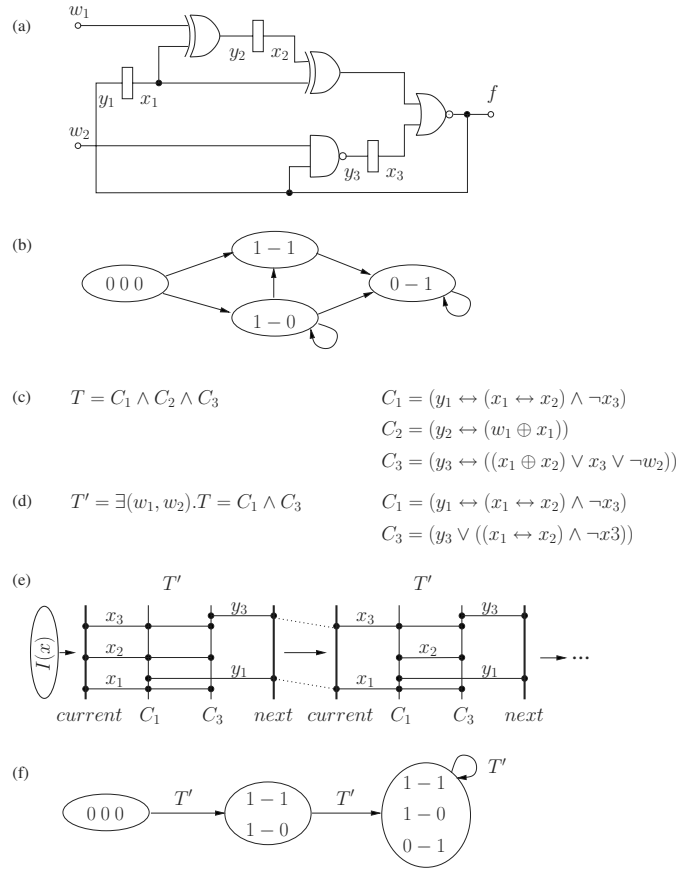 (a)
w₁
y₂ x₂
y₁ x₁
f
w₂
y₃ x₃
(b)
1 − 1
0 0 0
0 − 1
1 − 0
(c) T = C₁ ∧ C₂ ∧ C₃ C₁ = (y₁ ↔ (x₁ ↔ x₂) ∧ ¬x₃)
C₂ = (y₂ ↔ (w₁ ⊕ x₁))
C₃ = (y₃ ↔ ((x₁ ⊕ x₂) ∨ x₃ ∨ ¬w₂))
(d) T′ = ∃(w₁, w₂).T = C₁ ∧ C₃ C₁ = (y₁ ↔ (x₁ ↔ x₂) ∧ ¬x₃)
C₃ = (y₃ ∨ ((x₁ ↔ x₂) ∧ ¬x3))
(e)
T′ T′
x₃ y₃ x₃ y₃
I(x) x₂ x₂ ...
x₁ y₁ x₁ y₁
current C₁ C₃ next current C₁ C₃ next
(f)
T′
0 0 0 T′ 1 − 1 T′ 1 − 1
1 − 0 1 − 0
0 − 1